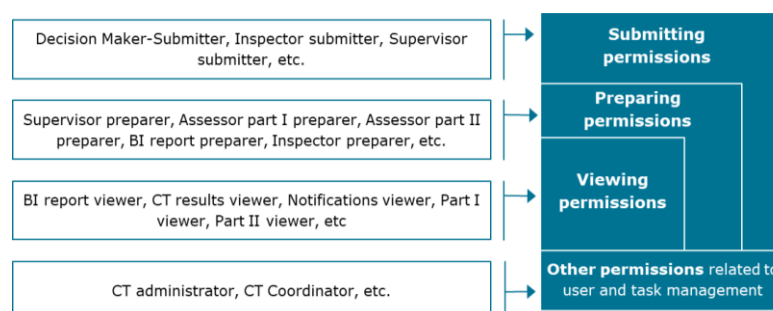 Decision Maker-Submitter, Inspector submitter, Supervisor
submitter, etc.
Submitting
permissions
Supervisor preparer, Assessor part I preparer, Assessor part II
preparer, BI report preparer, Inspector preparer, etc.
Preparing
permissions
BI report viewer, CT results viewer, Notifications viewer, Part I
viewer, Part II viewer, etc
Viewing
permissions
CT administrator, CT Coordinator, etc.
Other permissions related to
user and task management